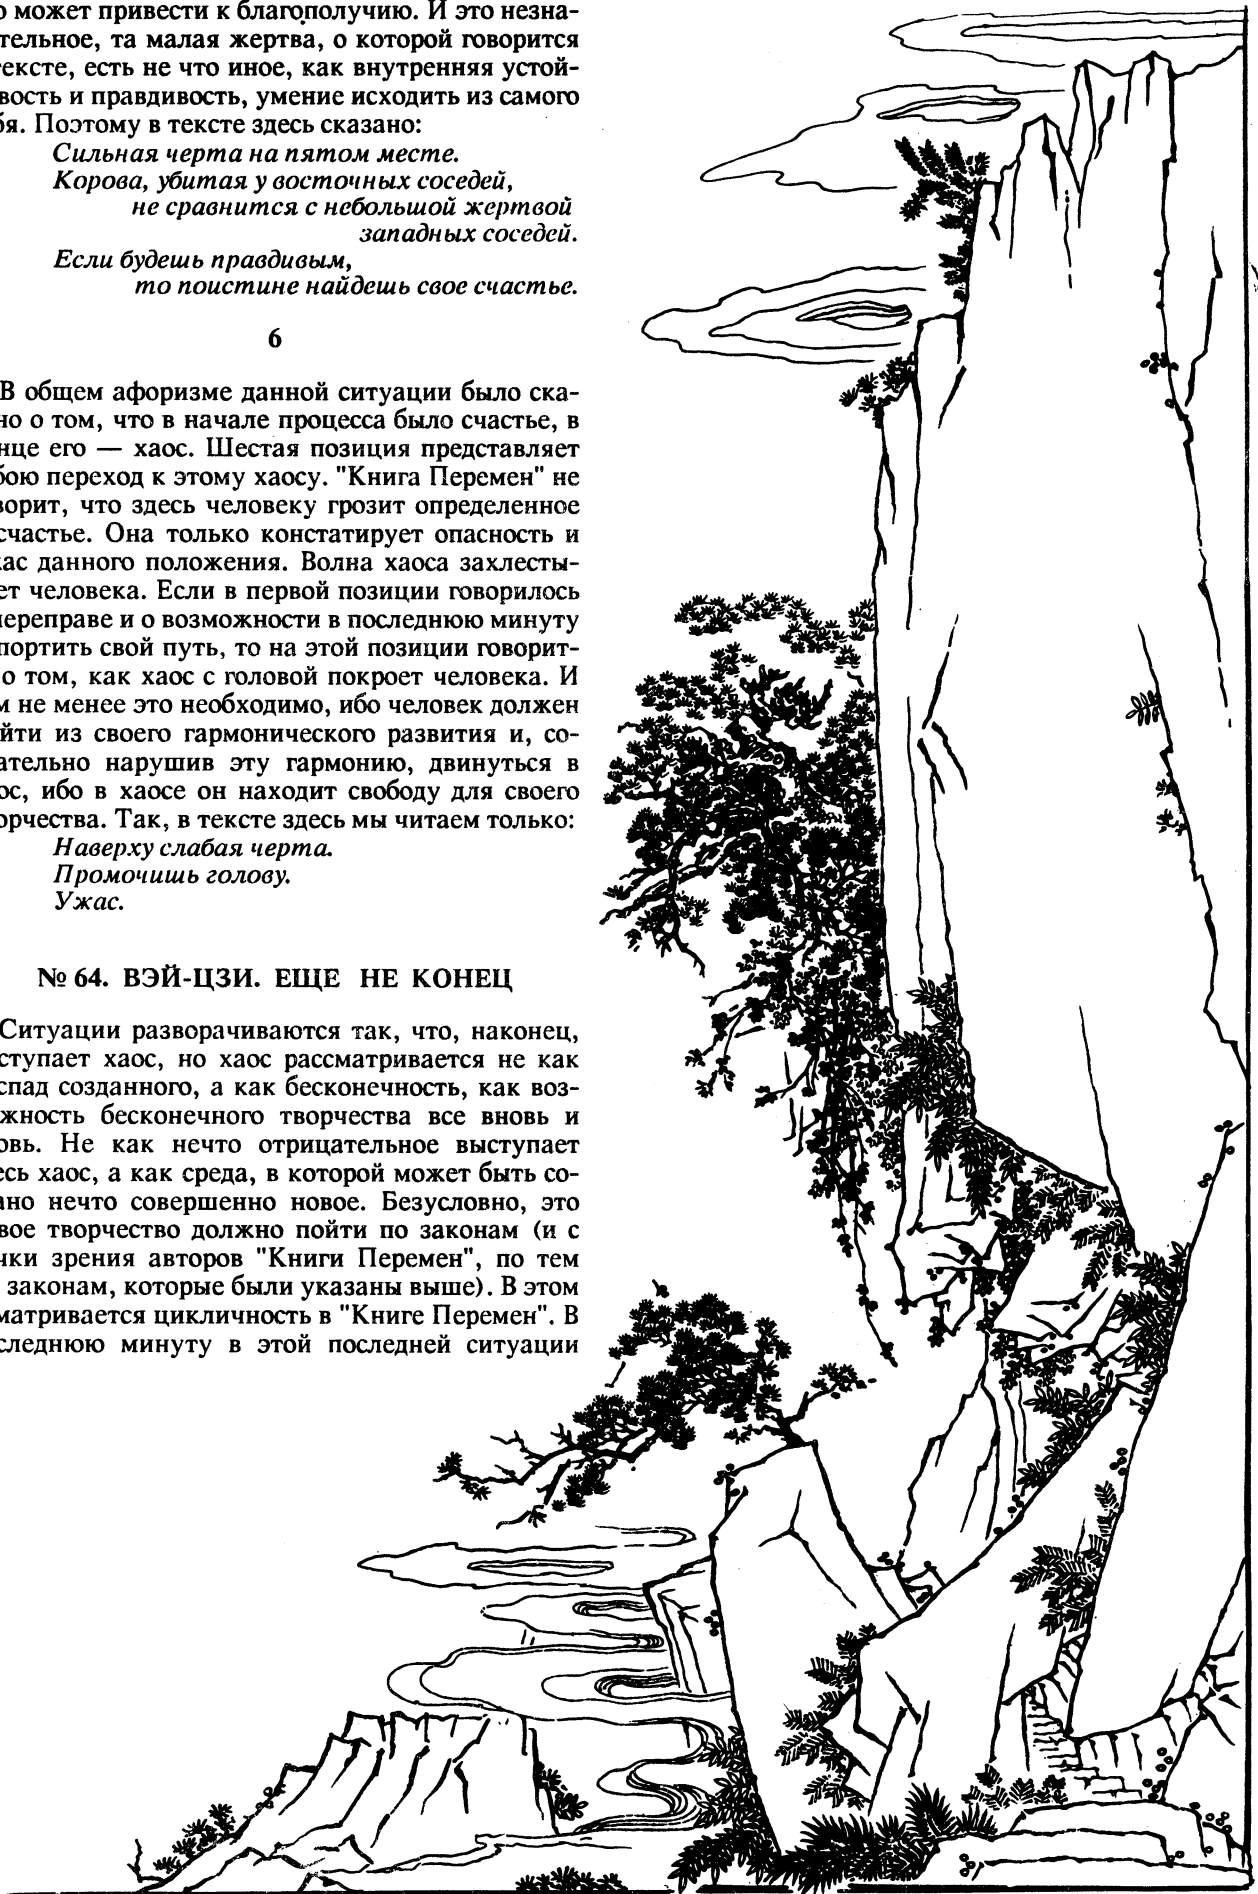 о может привести к благополучию. И это незна-
тельное, та малая жертва, о которой говорится
тексте, есть не что иное, как внутренняя устой-
вость и правдивость, умение исходить из самого
бя. Поэтому в тексте здесь сказано:
Сильная черта на пятом месте.
Корова, убитая у восточных соседей,
не сравнится с небольшой жертвой
западных соседей.
Если будешь правдивым,
то поистине найдешь свое счастье.
6
В общем афоризме данной ситуации было ска-
но о том, что в начале процесса было счастье, в
нце его — хаос. Шестая позиция представляет
бою переход к этому хаосу. "Книга Перемен" не
ворит, что здесь человеку грозит определенное
счастье. Она только констатирует опасность и
ас данного положения. Волна хаоса захлесты-
ет человека. Если в первой позиции говорилось
переправе и о возможности в последнюю минуту
портить свой путь, то на этой позиции говорит-
о том, как хаос с головой покроет человека. И
м не менее это необходимо, ибо человек должен
йти из своего гармонического развития и, со-
ательно нарушив эту гармонию, двинуться в
ос, ибо в хаосе он находит свободу для своего
орчества. Так, в тексте здесь мы читаем только:
Наверху слабая черта.
Промочишь голову.
Ужас.
№ 64. ВЭЙ-ЦЗИ. ЕЩЕ НЕ КОНЕЦ
Ситуации разворачиваются так, что, наконец,
ступает хаос, но хаос рассматривается не как
спад созданного, а как бесконечность, как воз-
жность бесконечного творчества все вновь и
овь. Не как нечто отрицательное выступает
есь хаос, а как среда, в которой может быть со-
ано нечто совершенно новое. Безусловно, это
вое творчество должно пойти по законам (и с
чки зрения авторов "Книги Перемен", по тем
законам, которые были указаны выше). В этом
матривается цикличность в "Книге Перемен". В
следнюю минуту в этой последней ситуации